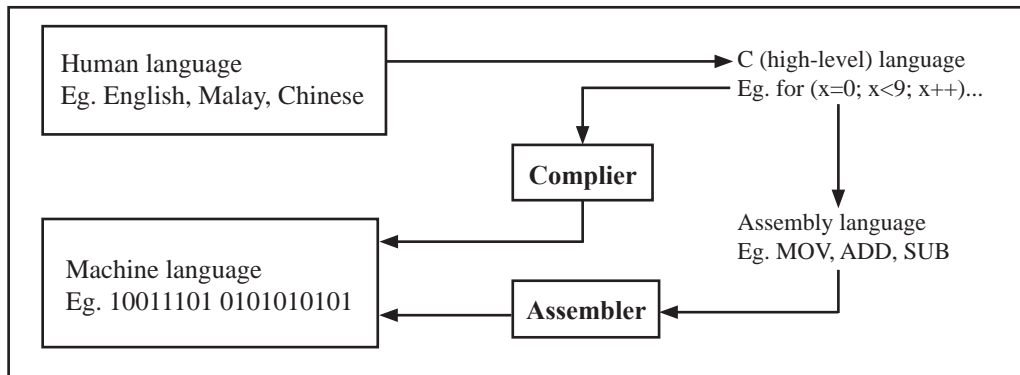 Human language
Eg. English, Malay, Chinese
C (high-level) language
Eg. for (x=0; x<9; x++)...
Complier
Assembly language
Eg. MOV, ADD, SUB
Machine language
Eg. 10011101 0101010101
Assembler